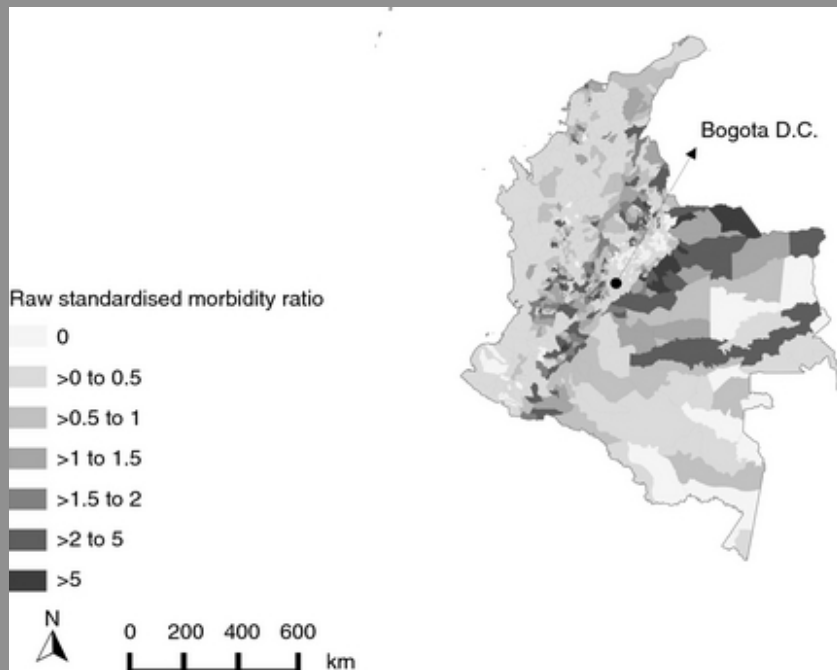 Bogota D.C.
Raw standardised morbidity ratio
0
>0 to 0.5
>0.5 to 1
>1 to 1.5
>1.5 to 2
>2 to 5
>5
N
0 200 400 600
km